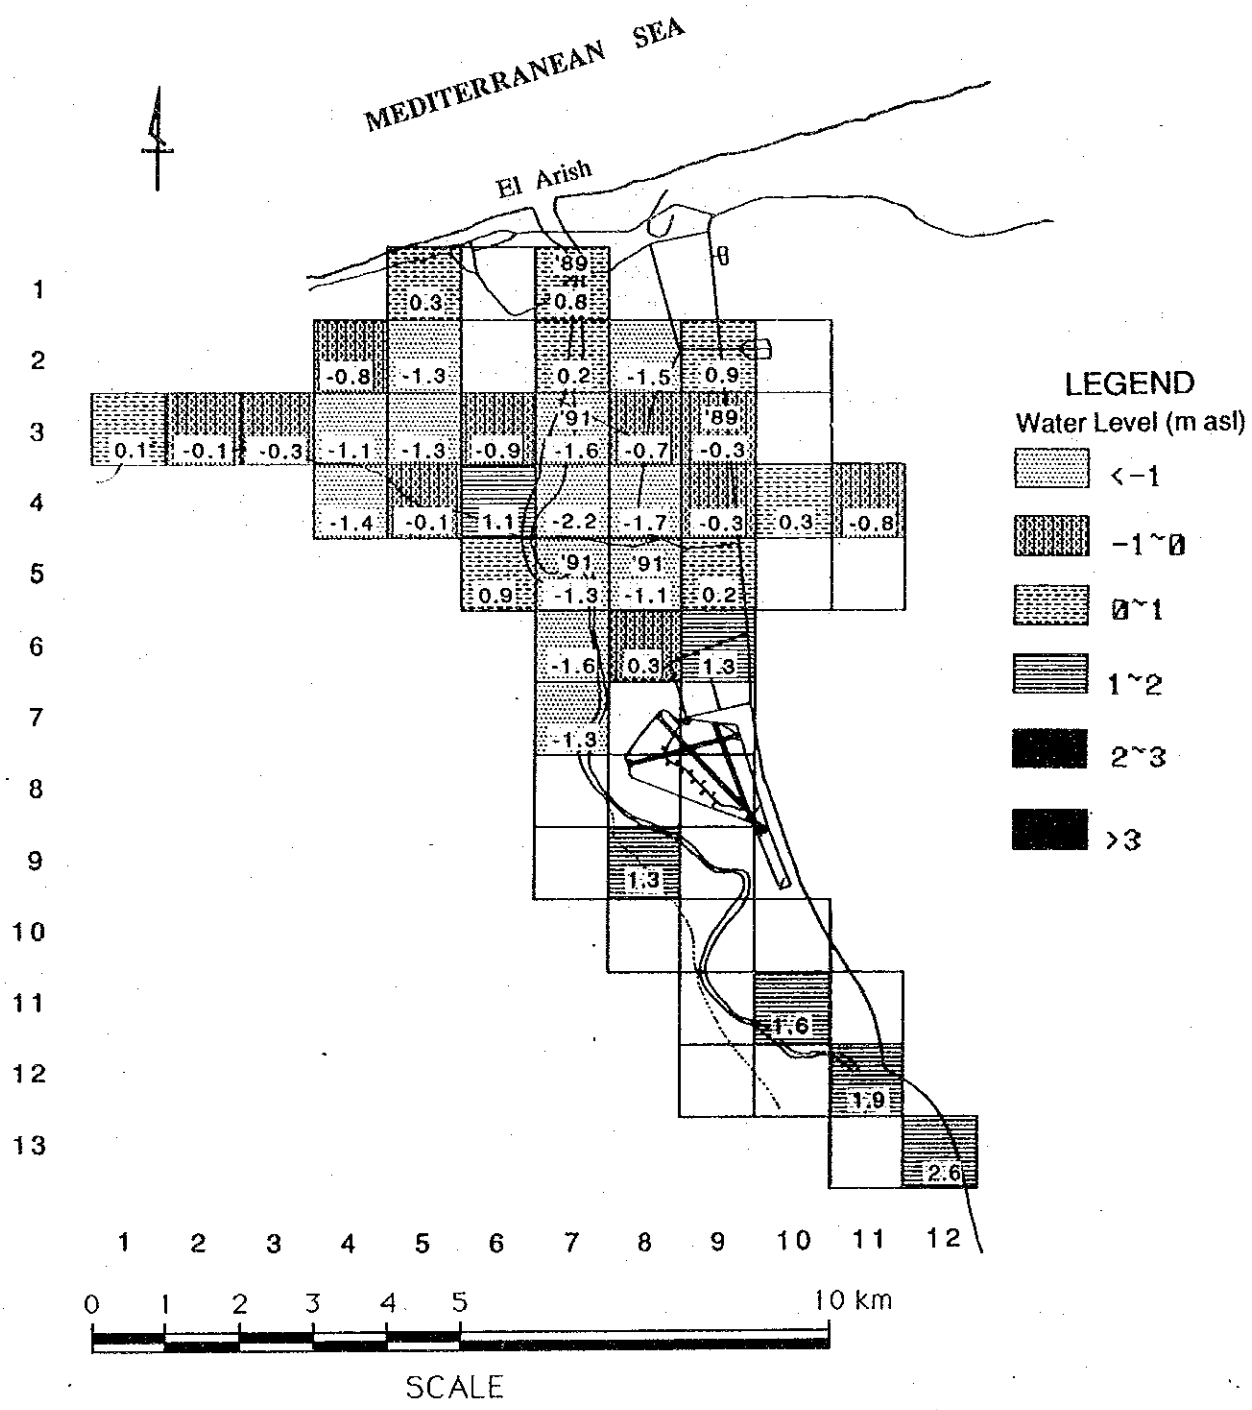 MEDITERRANEAN SEA
El Arish
'89
1
0.3
0.8
2
-0.8 -1.3 0.2 -1.5 0.9
'91 '89
3
0.1 -0.1 -0.3 -1.1 -1.3 -0.9 -1.6 -0.7 -0.3
4
-1.4 -0.1 1.1 -2.2 -1.7 -0.3 0.3 -0.8
'91 '91
5
0.9 -1.3 -1.1 0.2
6
-1.6 0.3 1.3
7
-1.3
8
9
1.3
10
11
1.6
12
1.9
13
2.6
1 2 3 4 5 6 7 8 9 10 11 12
0 1 2 3 4 5 10 km
SCALE
LEGEND
Water Level (m asl)
<-1
-1~0
0~1
1~2
2~3
>3